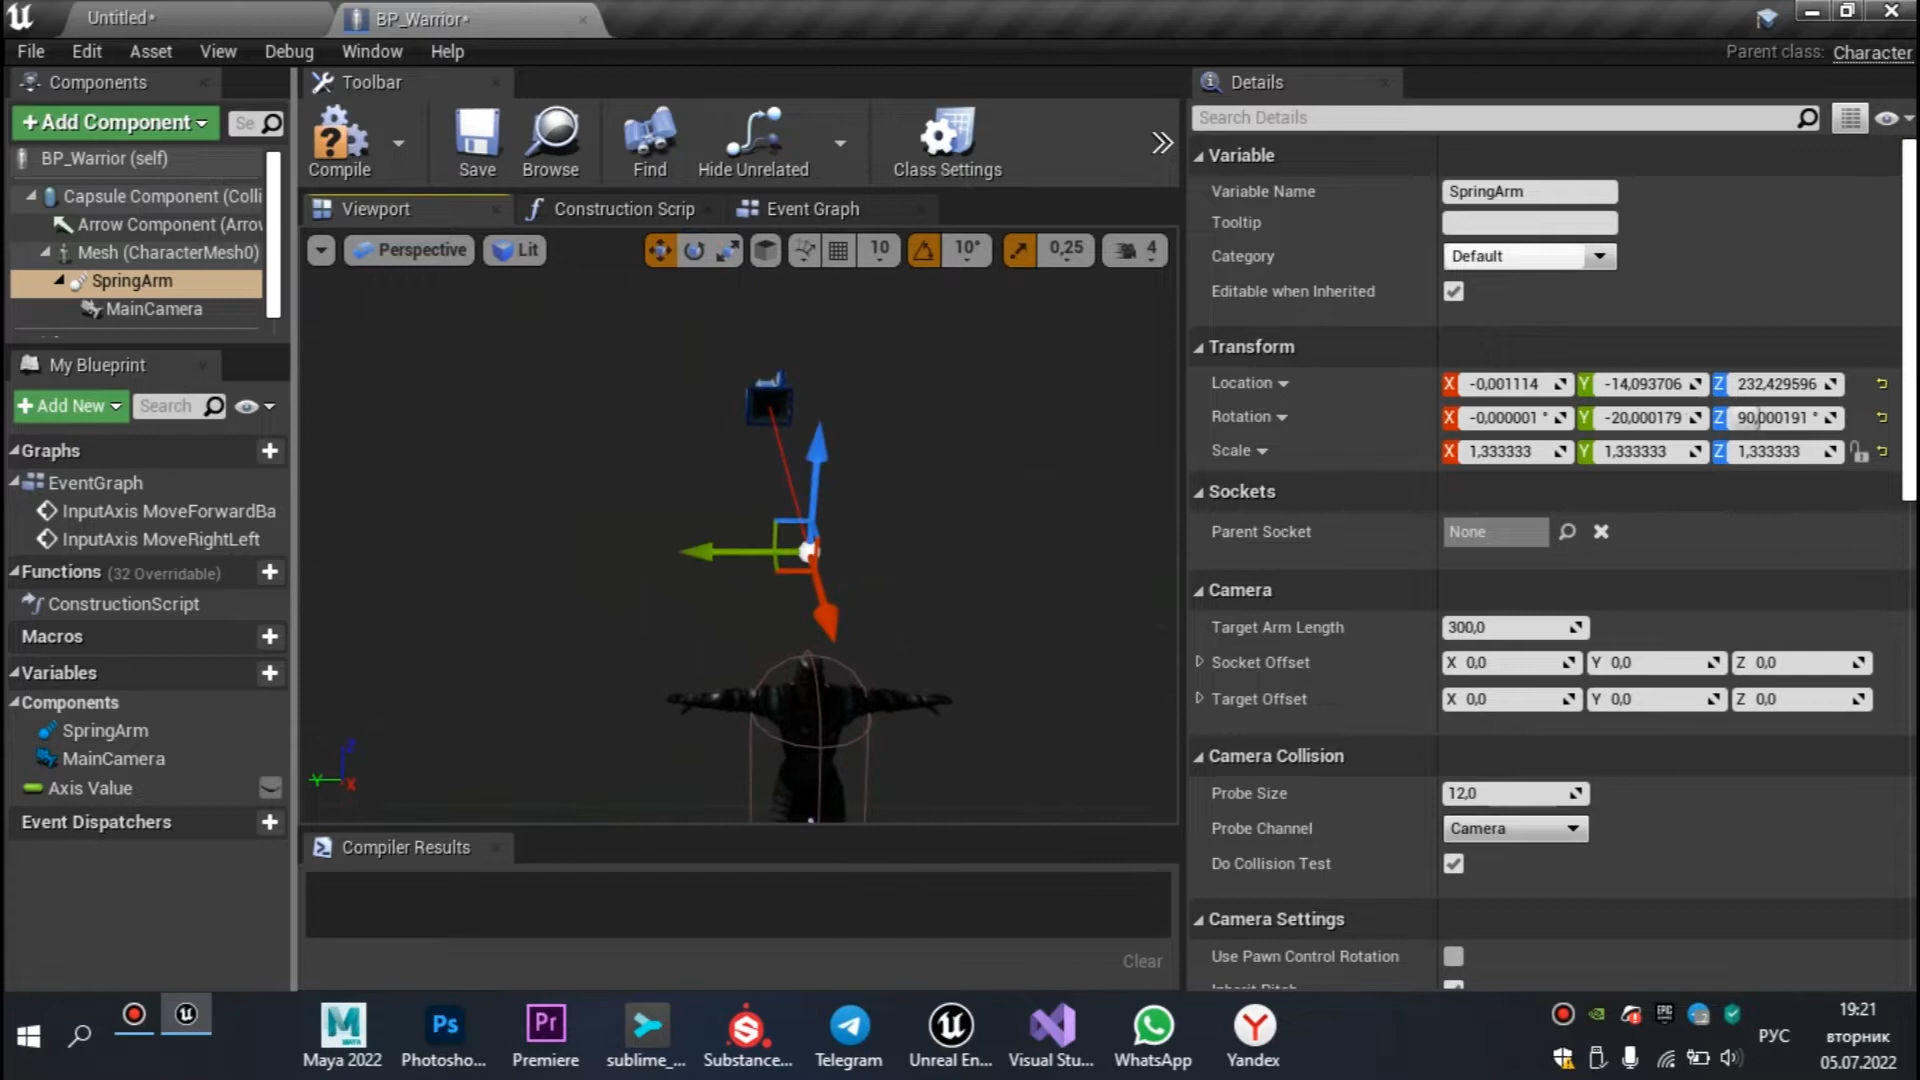 Untitled*
BP_Warrior*
File Edit Asset View Debug Window Help
Parent class: Character
Components
Toolbar
Details
+Add Component
Se
Compile
Save
Browse
Find
Hide Unrelated
Class Settings
Search Details
BP_Warrior (self)
Capsule Component (Colli
Arrow Component (Arrov
Mesh (CharacterMesh0)
SpringArm
MainCamera
Viewport
Construction Scrip
Event Graph
Perspective
Lit
10
10°
0,25
4
My Blueprint
+Add New
Search
Graphs
EventGraph
InputAxis MoveForwardBa
InputAxis MoveRightLeft
Functions (32 Overridable)
ConstructionScript
Macros
Variables
Components
SpringArm
MainCamera
Axis Value
Event Dispatchers
Z
Y
X
Compiler Results
Clear
Variable
Variable Name
SpringArm
Tooltip
Category
Default
Editable when Inherited
Transform
Location X -0,001114 Y -14,093706 Z 232,429596
Rotation X -0,000001 ° Y -20,000179 Z 90,000191 °
Scale X 1,333333 Y 1,333333 Z 1,333333
Sockets
Parent Socket
None
Camera
Target Arm Length
300,0
Socket Offset X 0,0 Y 0,0 Z 0,0
Target Offset X 0,0 Y 0,0 Z 0,0
Camera Collision
Probe Size
12,0
Probe Channel
Camera
Do Collision Test
Camera Settings
Use Pawn Control Rotation
Inherit Pitch
Maya 2022
Photosho...
Premiere
sublime_...
Substance...
Telegram
Unreal En...
Visual Stu...
WhatsApp
Yandex
РУС
19:21
вторник
05.07.2022